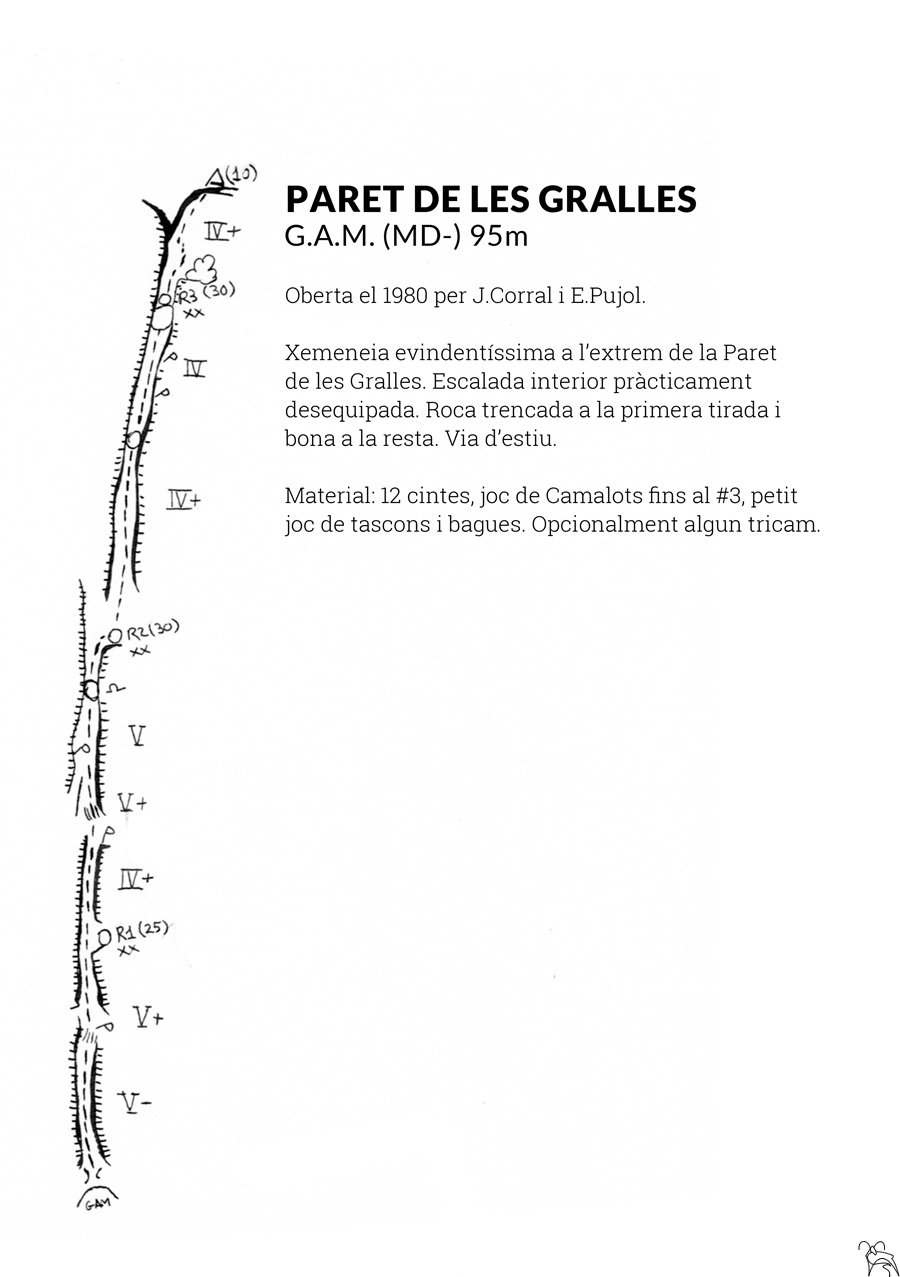 △(10)
PARET DE LES GRALLES
G.A.M. (MD-) 95m
IV+
Oberta el 1980 per J.Corral i E.Pujol.
R3 (30)
xx
Xemeneia evindentíssima a l’extrem de la Paret
de les Gralles. Escalada interior pràcticament
desequipada. Roca trencada a la primera tirada i
bona a la resta. Via d’estiu.
IV
Material: 12 cintes, joc de Camalots fins al #3, petit
joc de tascons i bagues. Opcionalment algun tricam.
IV+
R2(30)
xx
V
V+
IV+
R1(25)
xx
V+
V-
GAM